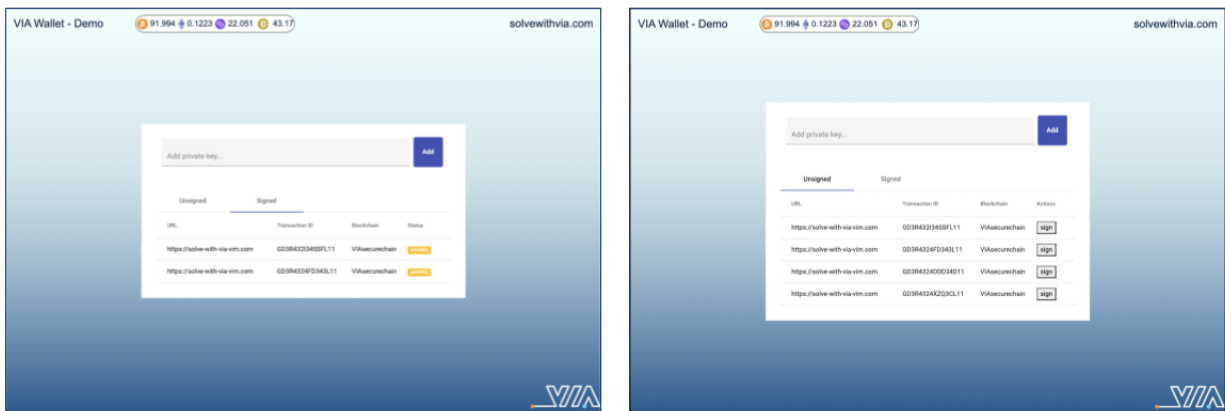 VIA Wallet - Demo 91.994 0.1223 22.051 43.17 solvewithvia.com
Add private key...
Add
Unsigned Signed
URL Transaction ID Blockchain Status
https://solve-with-via-vim.com GD3R432I34SSFL11 VIAsecurechain pending
https://solve-with-via-vim.com GD3R4324FD343L11 VIAsecurechain pending
VIA
VIA Wallet - Demo 91.994 0.1223 22.051 43.17 solvewithvia.com
Add private key...
Add
Unsigned Signed
URL Transaction ID Blockchain Actions
https://solve-with-via-vim.com GD3R432I34SSFL11 VIAsecurechain sign
https://solve-with-via-vim.com GD3R4324FD343L11 VIAsecurechain sign
https://solve-with-via-vim.com GD3R4324DDD34D11 VIAsecurechain sign
https://solve-with-via-vim.com GD3R4324XZQ3CL11 VIAsecurechain sign
VIA